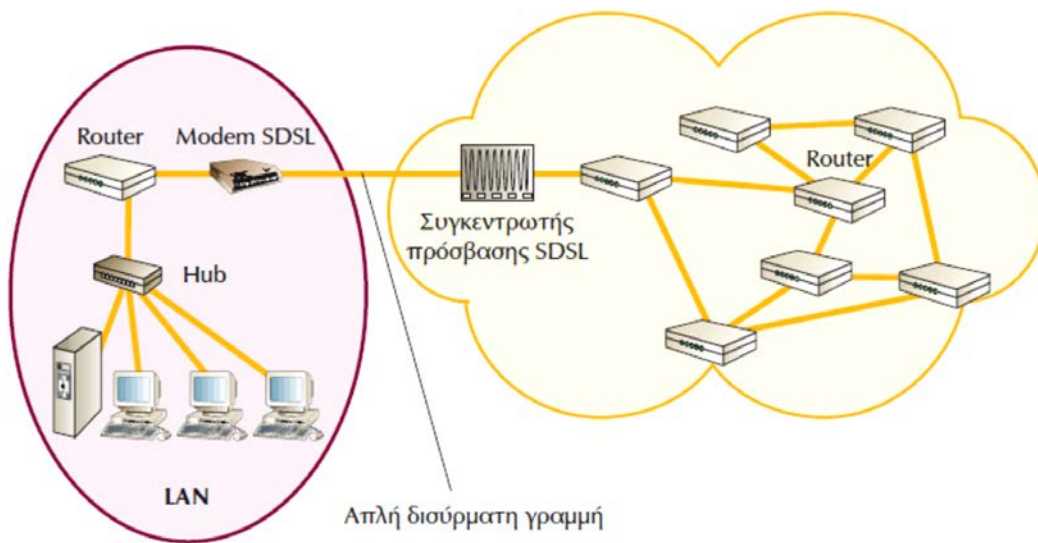 Router
Modem SDSL
Hub
LAN
Συγκεντρωτής
πρόσβασης SDSL
Router
Απλή δισύρματη γραμμή